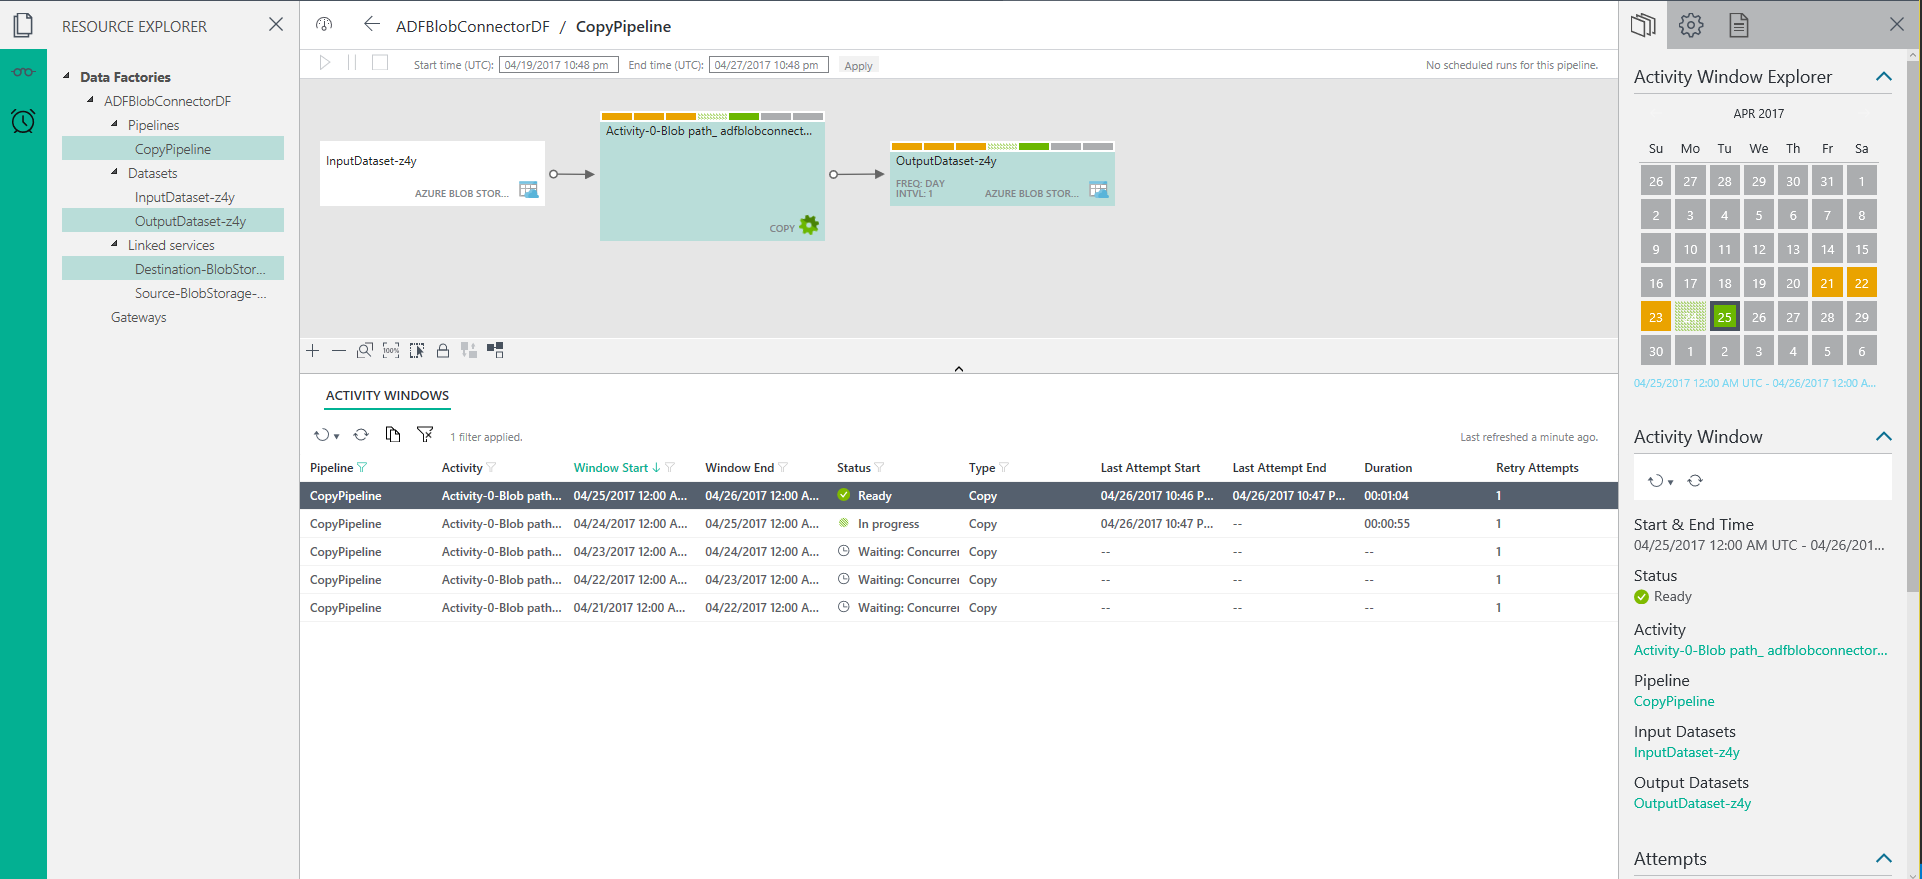 RESOURCE EXPLORER
Data Factories
ADFBlobConnectorDF
Pipelines
CopyPipeline
Datasets
InputDataset-z4y
OutputDataset-z4y
Linked services
Destination-BlobStor...
Source-BlobStorage-...
Gateways
ADFBlobConnectorDF / CopyPipeline
Start time (UTC): 04/19/2017 10:48 pm End time (UTC): 04/27/2017 10:48 pm Apply
No scheduled runs for this pipeline.
InputDataset-z4y
AZURE BLOB STOR...
Activity-0-Blob path_ adfblobconnect...
COPY
OutputDataset-z4y
FREQ: DAY
INTVL: 1
AZURE BLOB STOR...
100%
ACTIVITY WINDOWS
1 filter applied.
Last refreshed a minute ago.
Pipeline Activity Window Start Window End Status Type Last Attempt Start Last Attempt End Duration Retry Attempts
CopyPipeline Activity-0-Blob path... 04/25/2017 12:00 A... 04/26/2017 12:00 A... Ready Copy 04/26/2017 10:46 P... 04/26/2017 10:47 P... 00:01:04 1
CopyPipeline Activity-0-Blob path... 04/24/2017 12:00 A... 04/25/2017 12:00 A... In progress Copy 04/26/2017 10:47 P... -- 00:00:55 1
CopyPipeline Activity-0-Blob path... 04/23/2017 12:00 A... 04/24/2017 12:00 A... Waiting: Concurrer Copy -- -- -- 1
CopyPipeline Activity-0-Blob path... 04/22/2017 12:00 A... 04/23/2017 12:00 A... Waiting: Concurrer Copy -- -- -- 1
CopyPipeline Activity-0-Blob path... 04/21/2017 12:00 A... 04/22/2017 12:00 A... Waiting: Concurrer Copy -- -- -- 1
Activity Window Explorer
APR 2017
Su Mo Tu We Th Fr Sa
26 27 28 29 30 31 1
2 3 4 5 6 7 8
9 10 11 12 13 14 15
16 17 18 19 20 21 22
23 24 25 26 27 28 29
30 1 2 3 4 5 6
04/25/2017 12:00 AM UTC - 04/26/2017 12:00 A...
Activity Window
Start & End Time
04/25/2017 12:00 AM UTC - 04/26/201...
Status
Ready
Activity
Activity-0-Blob path_ adfblobconnector...
Pipeline
CopyPipeline
Input Datasets
InputDataset-z4y
Output Datasets
OutputDataset-z4y
Attempts